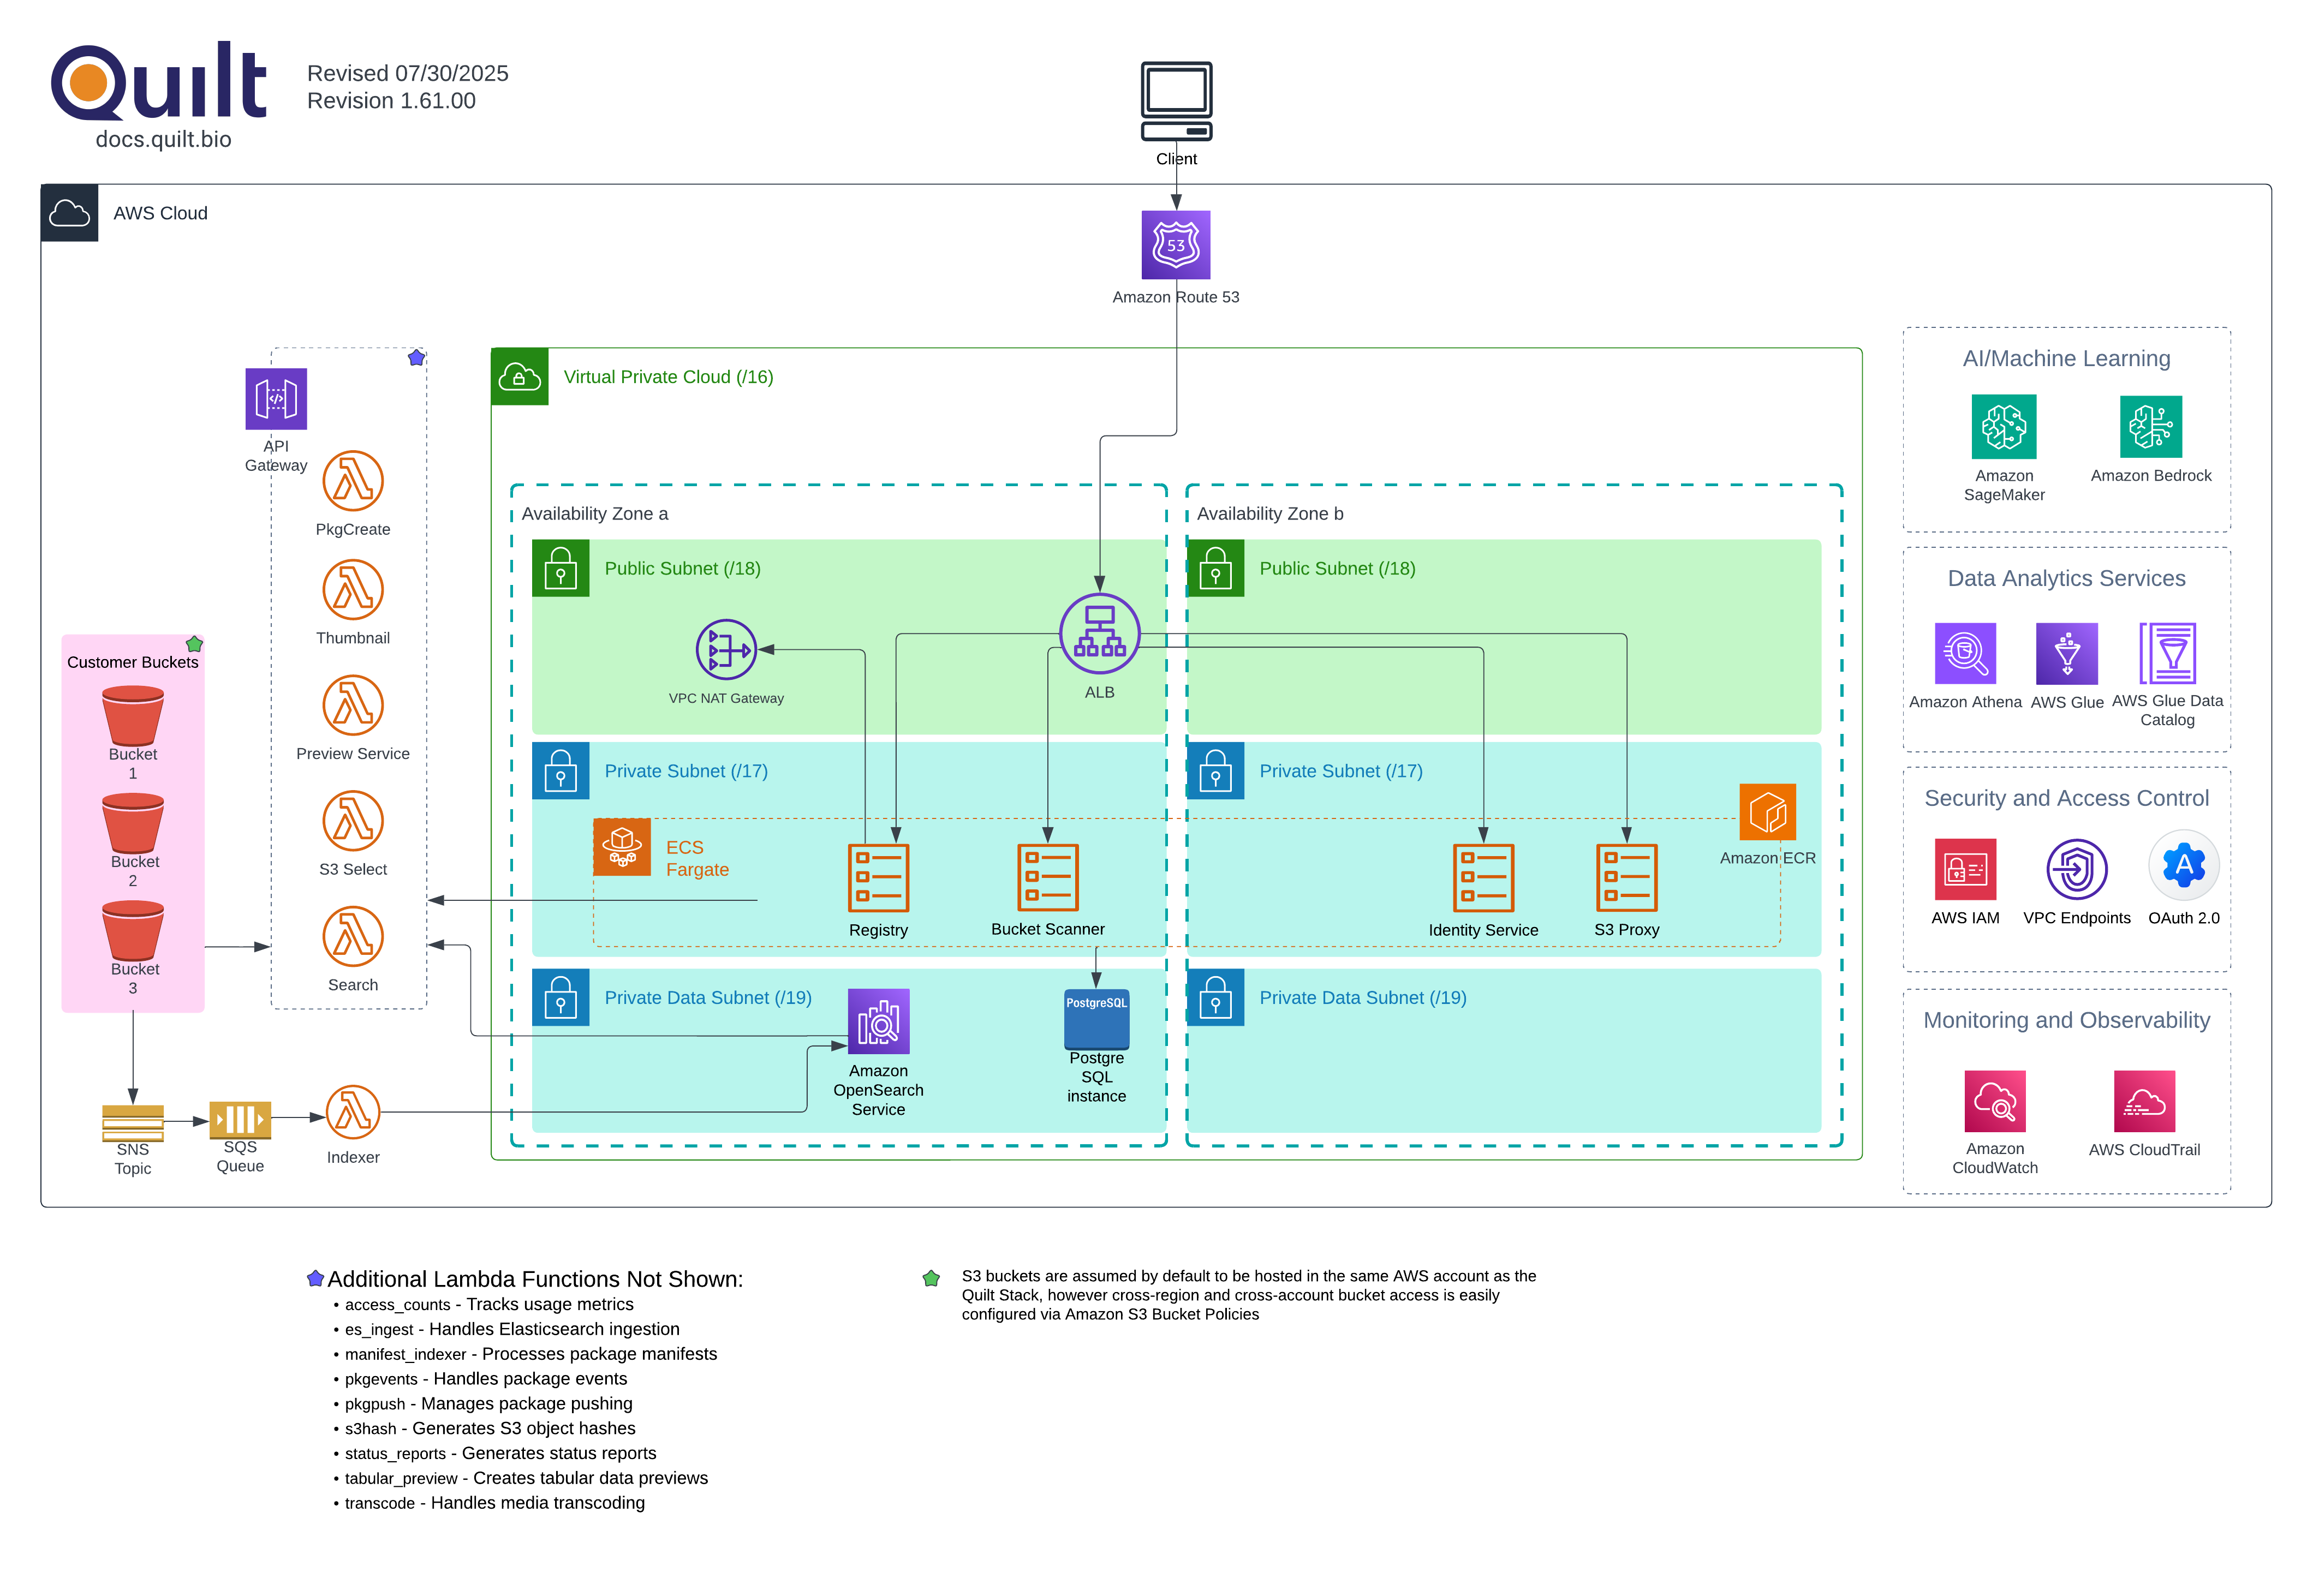 Quilt
docs.quilt.bio
Revised 07/30/2025
Revision 1.61.00
Client
AWS Cloud
53
Amazon Route 53
API
Gateway
PkgCreate
Thumbnail
Preview Service
S3 Select
Search
Customer Buckets
Bucket
1
Bucket
2
Bucket
3
SNS
Topic
SQS
Queue
Indexer
Virtual Private Cloud (/16)
Availability Zone a
Public Subnet (/18)
VPC NAT Gateway
ALB
Private Subnet (/17)
ECS
Fargate
Registry
Bucket Scanner
Private Data Subnet (/19)
Amazon
OpenSearch
Service
PostgreSQL
Postgre
SQL
instance
Availability Zone b
Public Subnet (/18)
Private Subnet (/17)
Amazon ECR
Identity Service
S3 Proxy
Private Data Subnet (/19)
AI/Machine Learning
Amazon
SageMaker
Amazon Bedrock
Data Analytics Services
Amazon Athena
AWS Glue
AWS Glue Data
Catalog
Security and Access Control
AWS IAM
VPC Endpoints
A
OAuth 2.0
Monitoring and Observability
Amazon
CloudWatch
AWS CloudTrail
Additional Lambda Functions Not Shown:
• access_counts - Tracks usage metrics
• es_ingest - Handles Elasticsearch ingestion
• manifest_indexer - Processes package manifests
• pkgevents - Handles package events
• pkgpush - Manages package pushing
• s3hash - Generates S3 object hashes
• status_reports - Generates status reports
• tabular_preview - Creates tabular data previews
• transcode - Handles media transcoding
S3 buckets are assumed by default to be hosted in the same AWS account as the
Quilt Stack, however cross-region and cross-account bucket access is easily
configured via Amazon S3 Bucket Policies